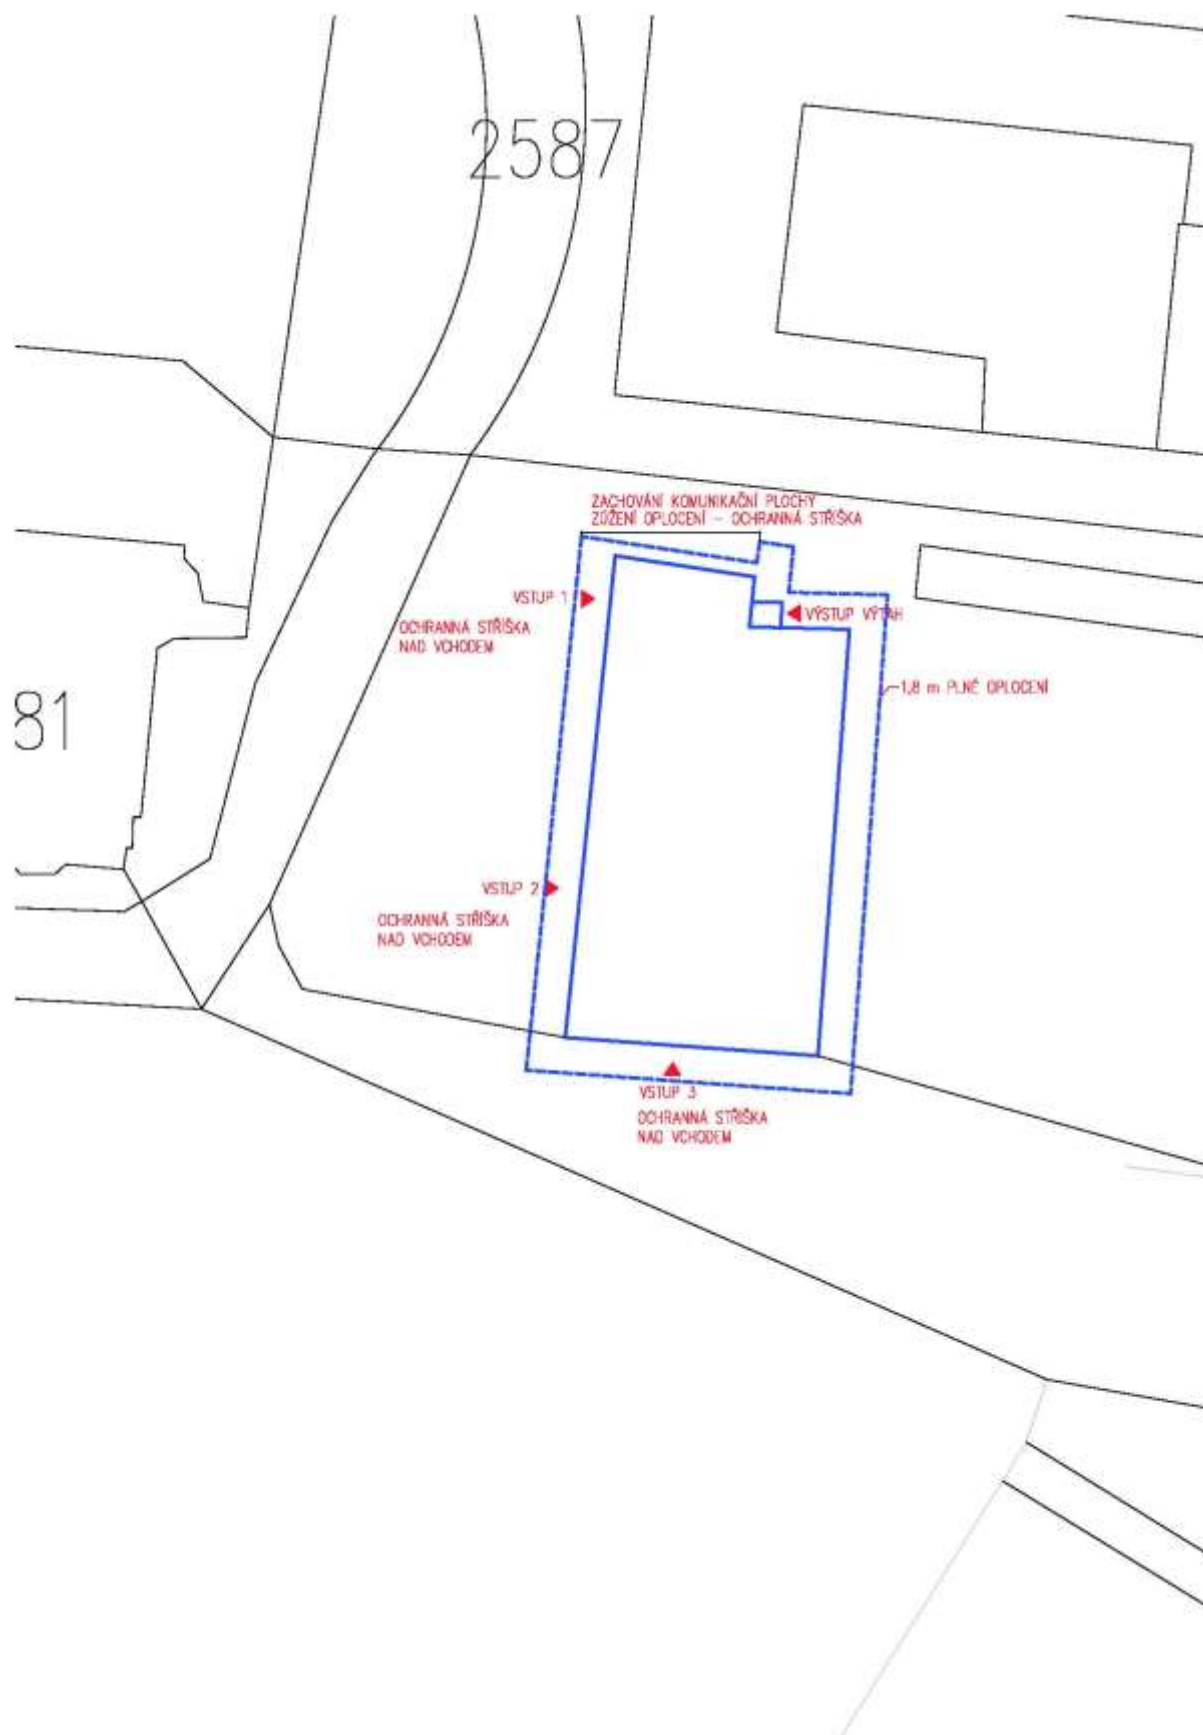 2587
ZACHOVÁNÍ KOMUNIKAČNÍ PLOCHY
ZÚŽENÍ OPLOCENÍ - OCHRANNÁ STŘÍŠKA
VSTUP 1
VÝSTUP VÝTAH
OCHRANNÁ STŘÍŠKA
NAD VCHODEM
1,8 m PLNÉ OPLOCENÍ
81
VSTUP 2
OCHRANNÁ STŘÍŠKA
NAD VCHODEM
VSTUP 3
OCHRANNÁ STŘÍŠKA
NAD VCHODEM